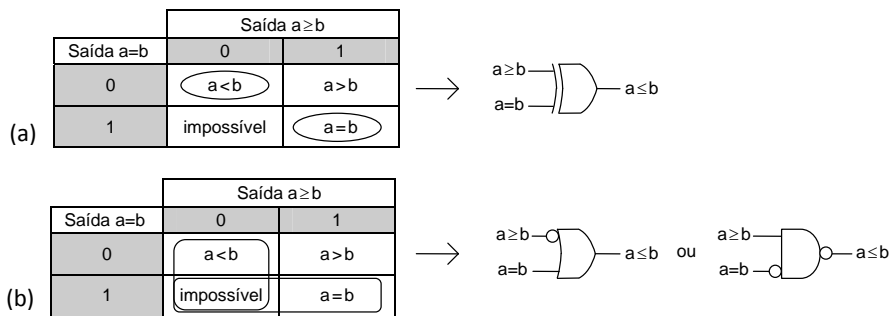 Saída a≥b
Saída a=b 0 1
0 a<b a>b
1 impossível a=b
(a)
a≥b
a=b
a≤b
Saída a≥b
Saída a=b 0 1
0 a<b a>b
1 impossível a=b
(b)
a≥b
a=b
a≤b
ou
a≥b
a=b
a≤b